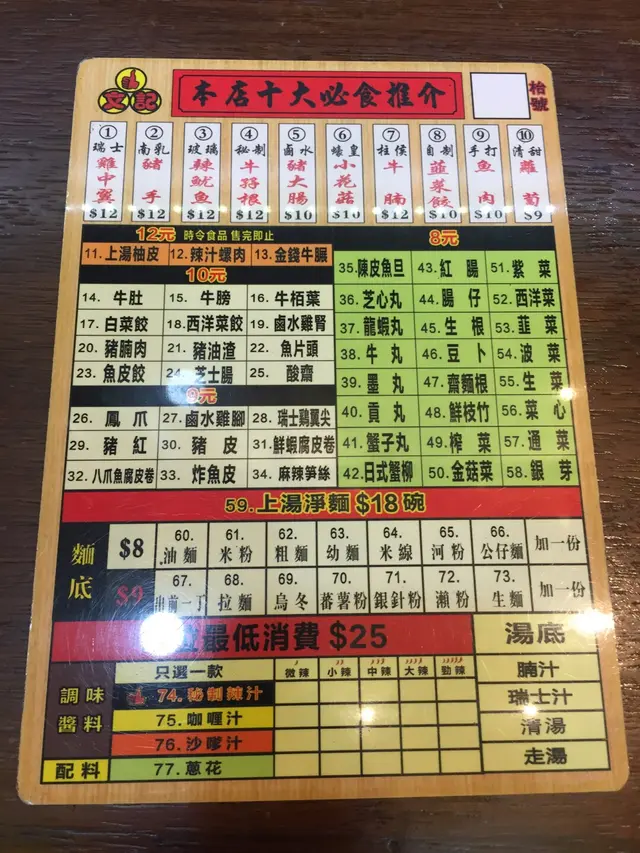 文記
本店十大必食推介
枱號
① 瑞士雞中翼 $12
② 南乳豬手 $12
③ 玻璃辣魷魚 $12
④ 秘制牛孖根 $12
⑤ 鹵水豬大腸 $10
⑥ 蠔皇小花菇 $10
⑦ 柱侯牛腩 $12
⑧ 自制韮菜餃 $10
⑨ 手打魚肉 $10
⑩ 清甜蘿蔔 $9
12元 時令食品 售完即止
11. 上湯柚皮 12. 辣汁螺肉 13. 金錢牛𦟌
10元
14. 牛肚 15. 牛膀 16. 牛栢葉
17. 白菜餃 18. 西洋菜餃 19. 鹵水雞腎
20. 豬腩肉 21. 豬油渣 22. 魚片頭
23. 魚皮餃 24. 芝士腸 25. 酸齋
9元
26. 鳳爪 27. 鹵水雞腳 28. 瑞士鷄翼尖
29. 豬紅 30. 豬皮 31. 鮮蝦腐皮卷
32. 八爪魚腐皮卷 33. 炸魚皮 34. 麻辣笋絲
8元
35. 陳皮魚旦 43. 紅腸 51. 紫菜
36. 芝心丸 44. 腸仔 52. 西洋菜
37. 龍蝦丸 45. 生根 53. 韮菜
38. 牛丸 46. 豆卜 54. 波菜
39. 墨丸 47. 齋麵根 55. 生菜
40. 貢丸 48. 鮮枝竹 56. 菜心
41. 蟹子丸 49. 榨菜 57. 通菜
42. 日式蟹柳 50. 金菇菜 58. 銀芽
59. 上湯淨麵 $18碗
麵底
$8 60. 油麵 61. 米粉 62. 粗麵 63. 幼麵 64. 米線 65. 河粉 66. 公仔麵 加一份
$9 67. 出前一丁 68. 拉麵 69. 烏冬 70. 蕃薯粉 71. 銀針粉 72. 瀨粉 73. 生麵 加一份
最低消費 $25
湯底
腩汁
瑞士汁
清湯
走湯
調味醬料
只選一款 微辣 小辣 中辣 大辣 勁辣
74. 秘制辣汁
75. 咖喱汁
76. 沙嗲汁
配料 77. 蔥花